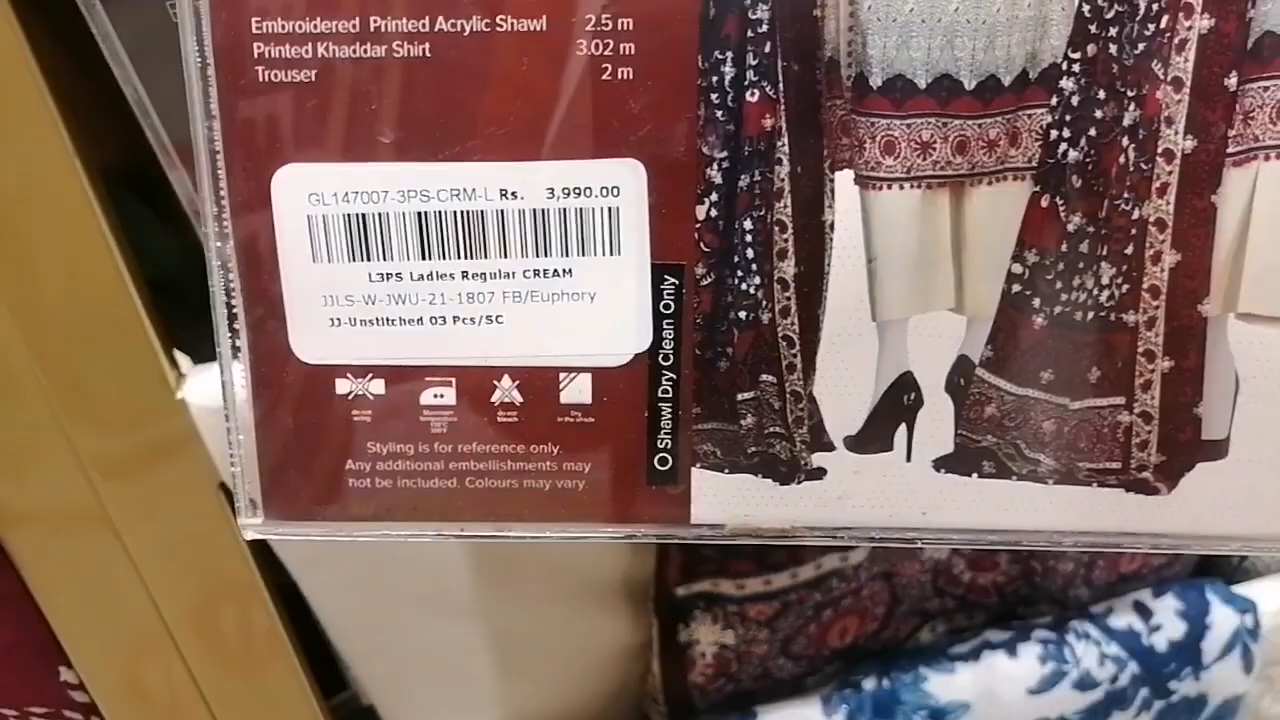 Embroidered Printed Acrylic Shawl 2.5 m
Printed Khaddar Shirt 3.02 m
Trouser 2 m
GL147007-3PS-CRM-L Rs. 3,990.00
L3PS Ladies Regular CREAM
JJLS-W-JWU-21-1807 FB/Euphory
JJ-Unstitched 03 Pcs/SC
do not
Maximum
temperature
do not
bleach
Dry
in the shade
Shawl Dry Clean Only
Styling is for reference only.
Any additional embellishments may
not be included. Colours may vary.